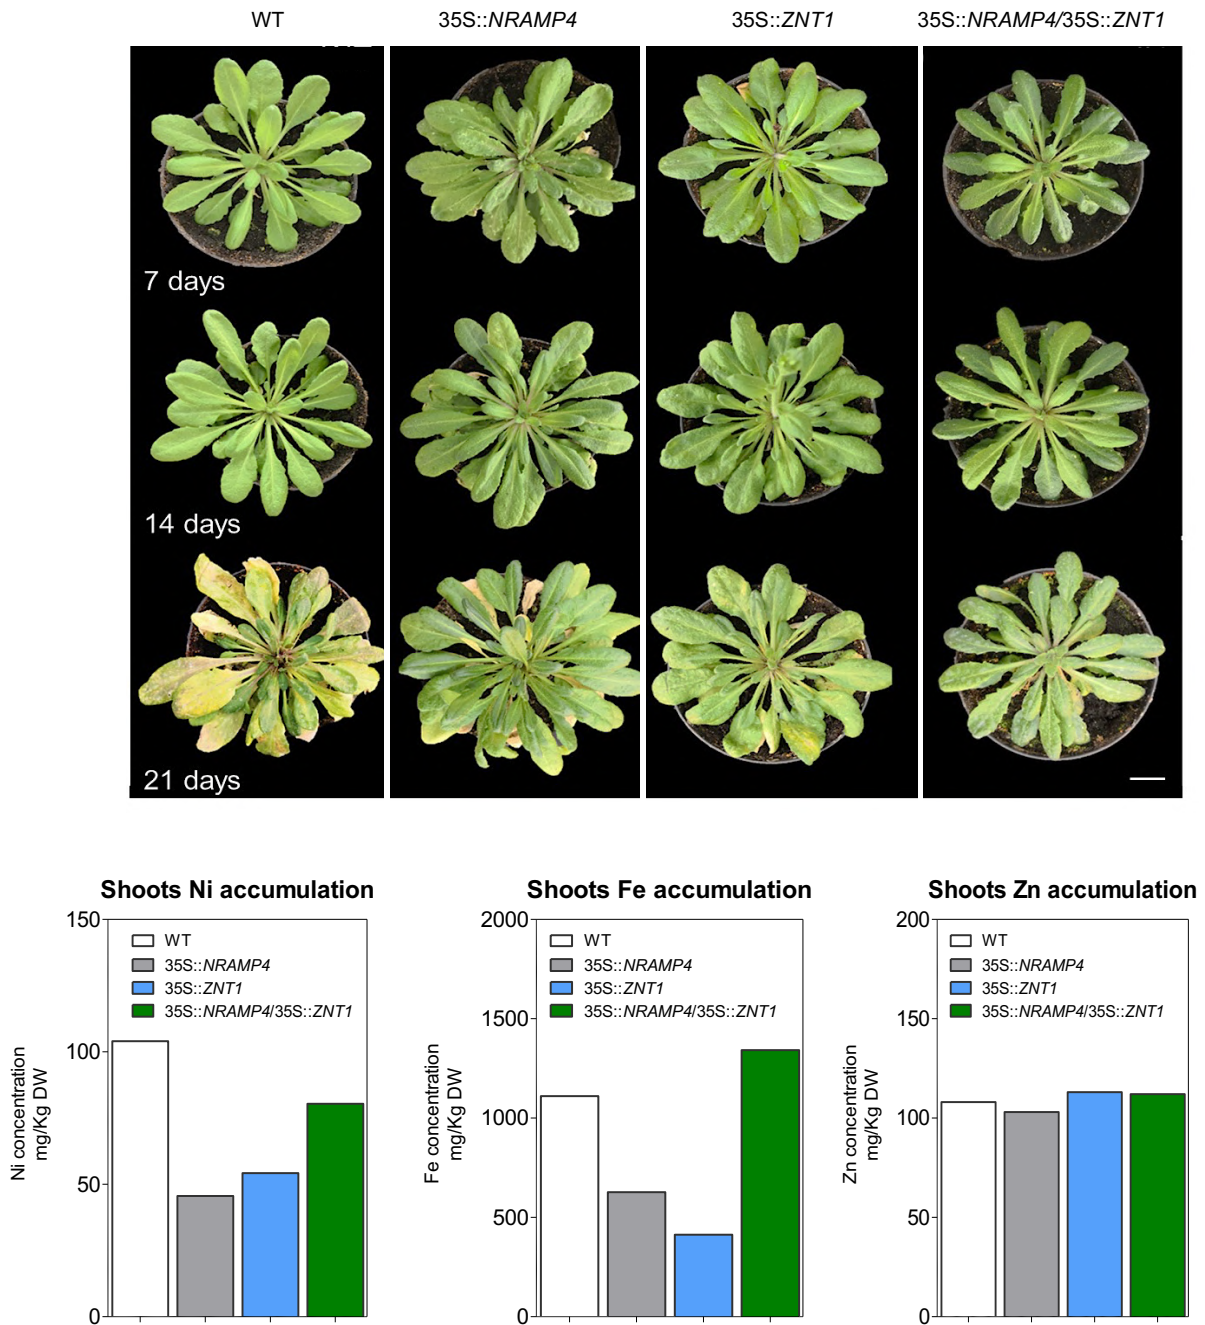 WT 35S::NRAMP4 35S::ZNT1 35S::NRAMP4/35S::ZNT1
7 days
14 days
21 days
Shoots Ni accumulation
150
100
50
0
Ni concentration
mg/Kg DW
WT
35S::NRAMP4
35S::ZNT1
35S::NRAMP4/35S::ZNT1
Shoots Fe accumulation
2000
1500
1000
500
0
Fe concentration
mg/Kg DW
WT
35S::NRAMP4
35S::ZNT1
35S::NRAMP4/35S::ZNT1
Shoots Zn accumulation
200
150
100
50
0
Zn concentration
mg/Kg DW
WT
35S::NRAMP4
35S::ZNT1
35S::NRAMP4/35S::ZNT1